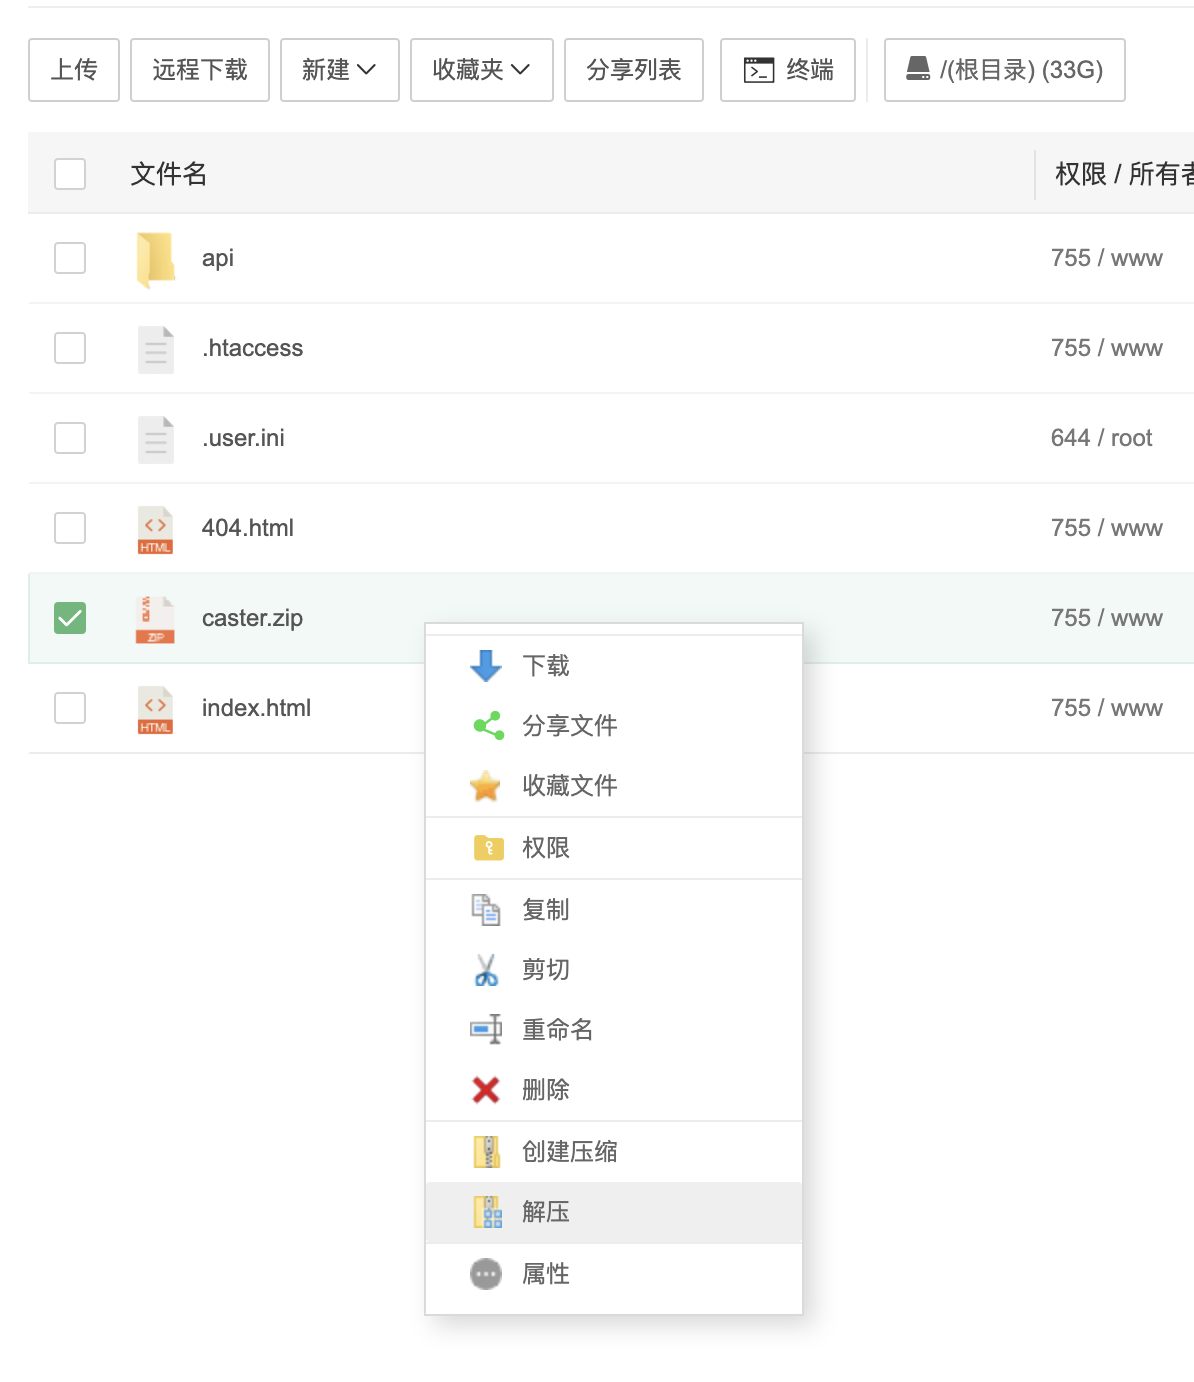 上传 远程下载 新建 收藏夹 分享列表 终端 /(根目录) (33G)
文件名 权限 / 所有者
api 755 / www
.htaccess 755 / www
.user.ini 644 / root
HTML 404.html 755 / www
ZIP caster.zip 755 / www
HTML index.html 755 / www
下载
分享文件
收藏文件
权限
复制
剪切
重命名
删除
创建压缩
解压
属性